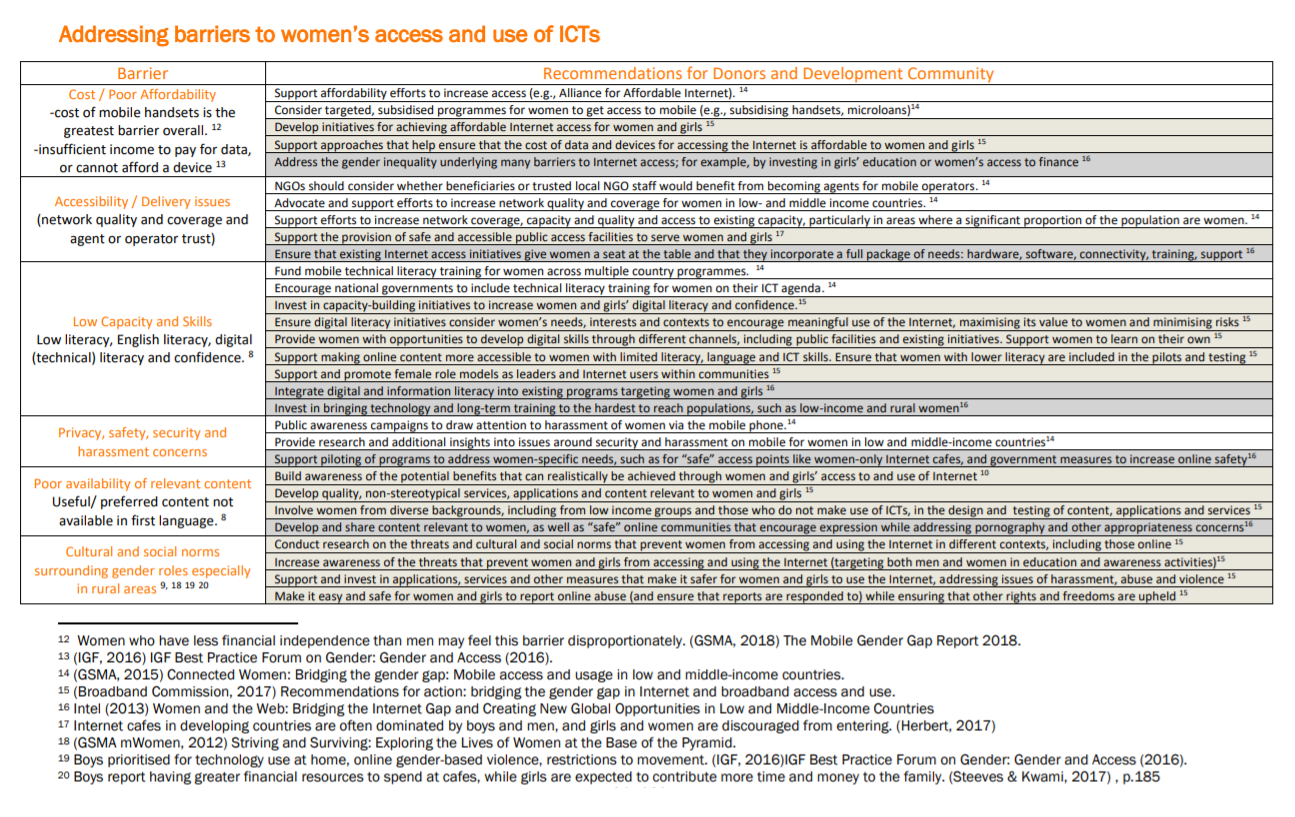 Addressing barriers to women's access and use of ICTs
Barrier
Recommendations for Donors and Development Community
Cost / Poor Affordability
-cost of mobile handsets is the
greatest barrier overall. 12
-insufficient income to pay for data,
or cannot afford a device 13
Support affordability efforts to increase access (e.g., Alliance for Affordable Internet). 14
Consider targeted, subsidised programmes for women to get access to mobile (e.g., subsidising handsets, microloans)14
Develop initiatives for achieving affordable Internet access for women and girls 15
Support approaches that help ensure that the cost of data and devices for accessing the Internet is affordable to women and girls 15
Address the gender inequality underlying many barriers to Internet access; for example, by investing in girls' education or women's access to finance 16
Accessibility / Delivery issues
(network quality and coverage and
agent or operator trust)
NGOs should consider whether beneficiaries or trusted local NGO staff would benefit from becoming agents for mobile operators. 14
Advocate and support efforts to increase network quality and coverage for women in low- and middle income countries. 14
Support efforts to increase network coverage, capacity and quality and access to existing capacity, particularly in areas where a significant proportion of the population are women. 14
Support the provision of safe and accessible public access facilities to serve women and girls 17
Ensure that existing Internet access initiatives give women a seat at the table and that they incorporate a full package of needs: hardware, software, connectivity, training, support 16
Low Capacity and Skills
Low literacy, English literacy, digital
(technical) literacy and confidence. 8
Fund mobile technical literacy training for women across multiple country programmes. 14
Encourage national governments to include technical literacy training for women on their ICT agenda. 14
Invest in capacity-building initiatives to increase women and girls' digital literacy and confidence.15
Ensure digital literacy initiatives consider women's needs, interests and contexts to encourage meaningful use of the Internet, maximising its value to women and minimising risks 15
Provide women with opportunities to develop digital skills through different channels, including public facilities and existing initiatives. Support women to learn on their own 15
Support making online content more accessible to women with limited literacy, language and ICT skills. Ensure that women with lower literacy are included in the pilots and testing 15
Support and promote female role models as leaders and Internet users within communities 15
Integrate digital and information literacy into existing programs targeting women and girls 16
Invest in bringing technology and long-term training to the hardest to reach populations, such as low-income and rural women16
Privacy, safety, security and
harassment concerns
Public awareness campaigns to draw attention to harassment of women via the mobile phone.14
Provide research and additional insights into issues around security and harassment on mobile for women in low and middle-income countries14
Support piloting of programs to address women-specific needs, such as for "safe" access points like women-only Internet cafes, and government measures to increase online safety16
Poor availability of relevant content
Useful/ preferred content not
available in first language. 8
Build awareness of the potential benefits that can realistically be achieved through women and girls' access to and use of Internet 10
Develop quality, non-stereotypical services, applications and content relevant to women and girls 15
Involve women from diverse backgrounds, including from low income groups and those who do not make use of ICTs, in the design and testing of content, applications and services 15
Develop and share content relevant to women, as well as "safe" online communities that encourage expression while addressing pornography and other appropriateness concerns16
Cultural and social norms
surrounding gender roles especially
in rural areas 9, 18 19 20
Conduct research on the threats and cultural and social norms that prevent women from accessing and using the Internet in different contexts, including those online 15
Increase awareness of the threats that prevent women and girls from accessing and using the Internet (targeting both men and women in education and awareness activities)15
Support and invest in applications, services and other measures that make it safer for women and girls to use the Internet, addressing issues of harassment, abuse and violence 15
Make it easy and safe for women and girls to report online abuse (and ensure that reports are responded to) while ensuring that other rights and freedoms are upheld 15
12 Women who have less financial independence than men may feel this barrier disproportionately. (GSMA, 2018) The Mobile Gender Gap Report 2018.
13 (IGF, 2016) IGF Best Practice Forum on Gender: Gender and Access (2016).
14 (GSMA, 2015) Connected Women: Bridging the gender gap: Mobile access and usage in low and middle-income countries.
15 (Broadband Commission, 2017) Recommendations for action: bridging the gender gap in Internet and broadband access and use.
16 Intel (2013) Women and the Web: Bridging the Internet Gap and Creating New Global Opportunities in Low and Middle-Income Countries
17 Internet cafes in developing countries are often dominated by boys and men, and girls and women are discouraged from entering. (Herbert, 2017)
18 (GSMA mWomen, 2012) Striving and Surviving: Exploring the Lives of Women at the Base of the Pyramid.
19 Boys prioritised for technology use at home, online gender-based violence, restrictions to movement. (IGF, 2016)IGF Best Practice Forum on Gender: Gender and Access (2016).
20 Boys report having greater financial resources to spend at cafes, while girls are expected to contribute more time and money to the family. (Steeves & Kwami, 2017) , p.185